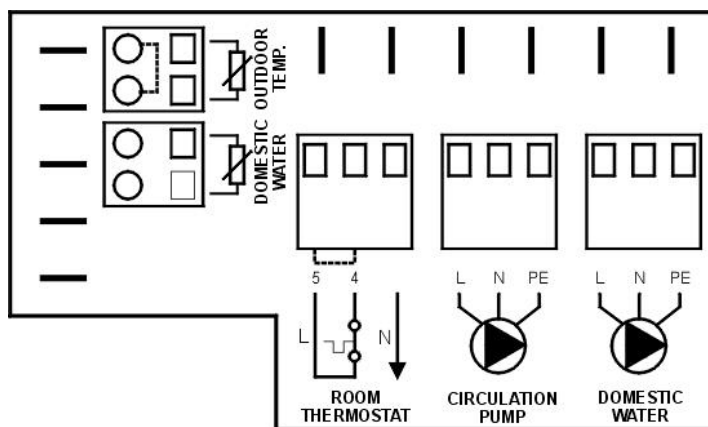 OUTDOOR
TEMP.
DOMESTIC
WATER
5 4
L N PE
L N PE
L
N
ROOM
THERMOSTAT
CIRCULATION
PUMP
DOMESTIC
WATER